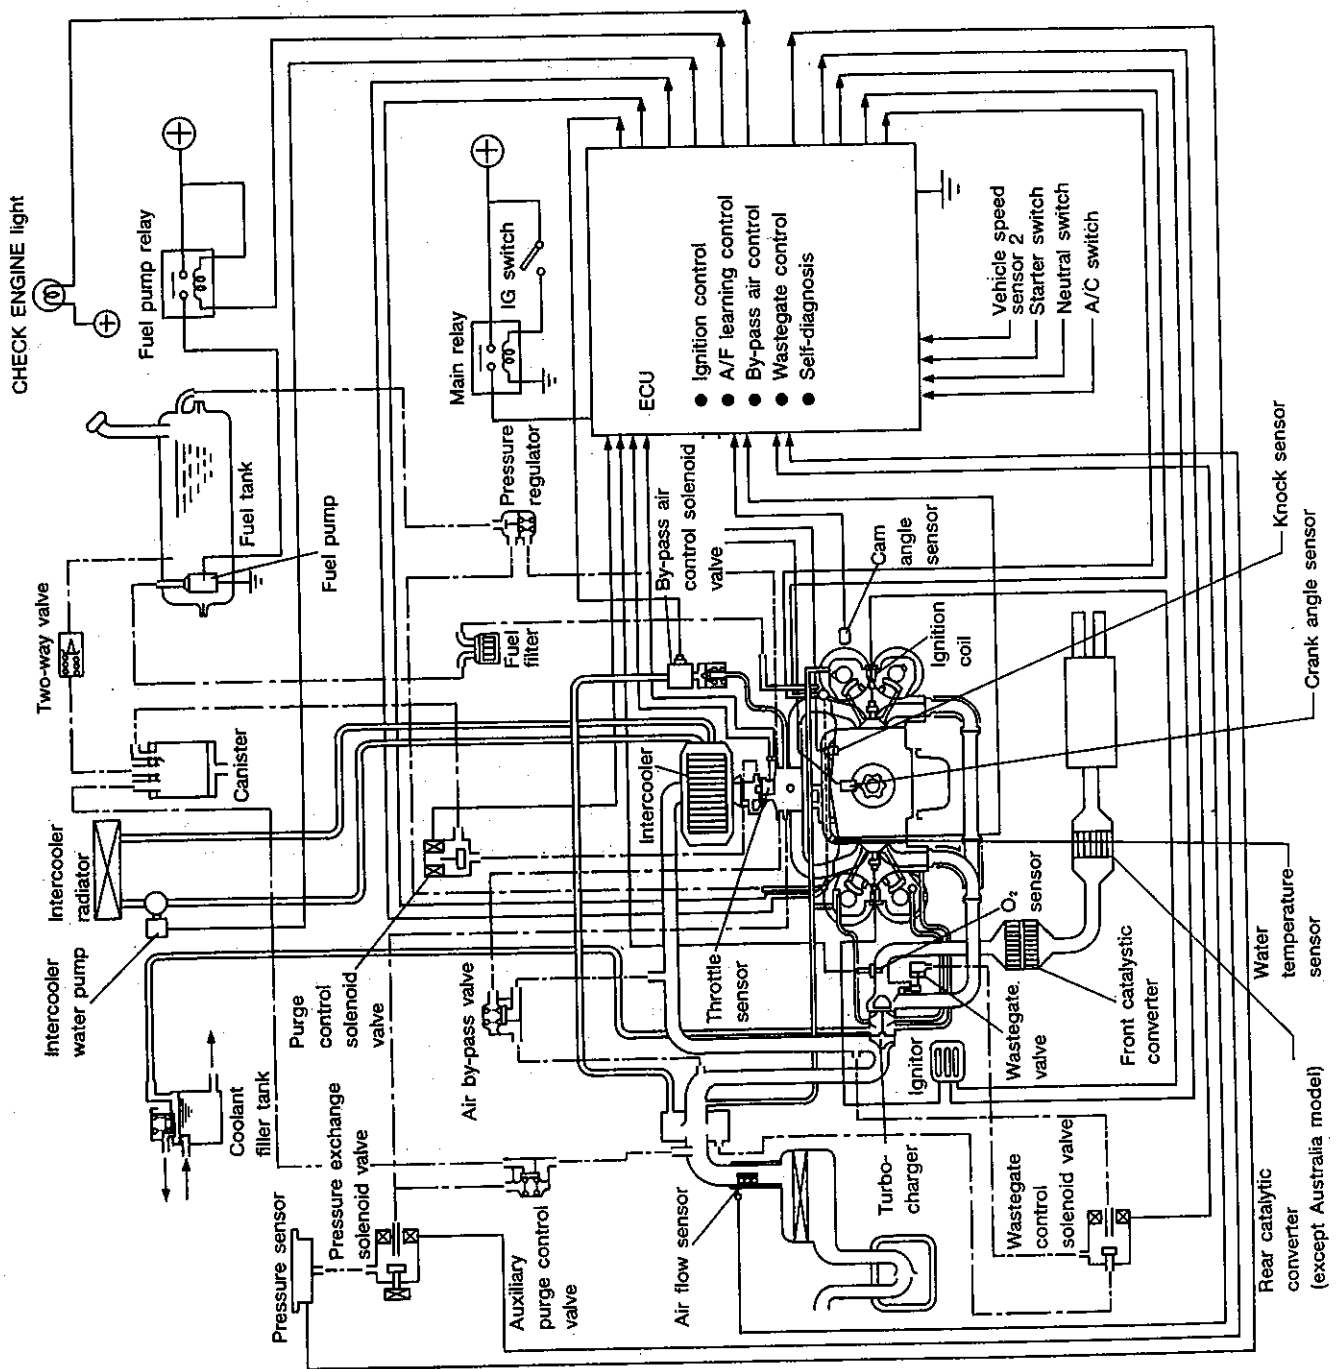 CHECK ENGINE light
Fuel pump relay
Two-way valve
Fuel tank
Fuel pump
Main relay
IG switch
ECU
● Ignition control
● A/F learning control
● By-pass air control
● Wastegate control
● Self-diagnosis
Vehicle speed
sensor 2
Starter switch
Neutral switch
A/C switch
Pressure
regulator
By-pass air
control solenoid
valve
Fuel
filter
Canister
Intercooler
radiator
Intercooler
water pump
Intercooler
Cam
angle
sensor
Ignition
coil
Knock sensor
Crank angle sensor
Purge
control
solenoid
valve
Throttle
sensor
Air by-pass valve
Coolant
filler tank
Pressure exchange
solenoid valve
Pressure sensor
Auxiliary
purge control
valve
Air flow sensor
Turbo-
charger
Ignitor
Wastegate
valve
O₂
sensor
Front catalystic
converter
Water
temperature
sensor
Wastegate
control
solenoid valve
Rear catalytic
converter
(except Australia model)